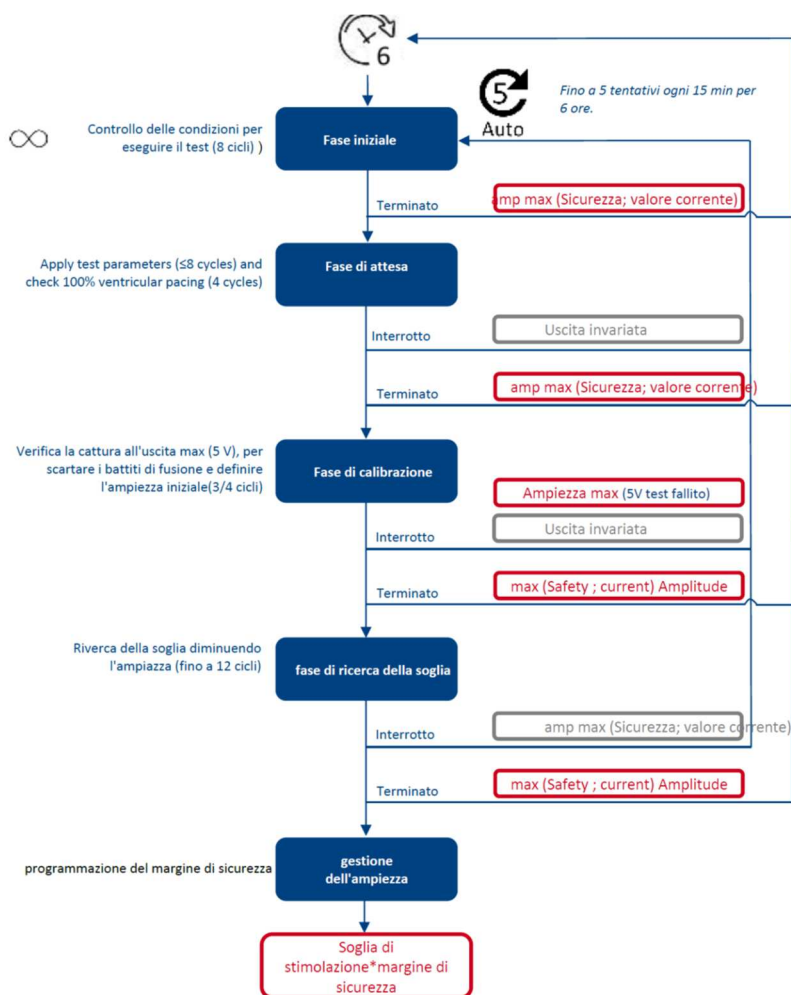 6
5
Auto
Fino a 5 tentativi ogni 15 min per
6 ore.
∞
Controllo delle condizioni per
eseguire il test (8 cicli) )
Fase iniziale
Terminato
amp max (Sicurezza; valore corrente)
Apply test parameters (≤8 cycles) and
check 100% ventricular pacing (4 cycles)
Fase di attesa
Interrotto
Uscita invariata
Terminato
amp max (Sicurezza; valore corrente)
Verifica la cattura all'uscita max (5 V), per
scartare i battiti di fusione e definire
l'ampiezza iniziale(3/4 cicli)
Fase di calibrazione
Ampiezza max (5V test fallito)
Uscita invariata
Interrotto
Terminato
max (Safety ; current) Amplitude
Riverca della soglia diminuendo
l'ampiazza (fino a 12 cicli)
fase di ricerca della soglia
Interrotto
amp max (Sicurezza; valore corrente)
Terminato
max (Safety ; current) Amplitude
programmazione del margine di sicurezza
gestione
dell'ampiezza
Soglia di
stimolazione*margine di
sicurezza